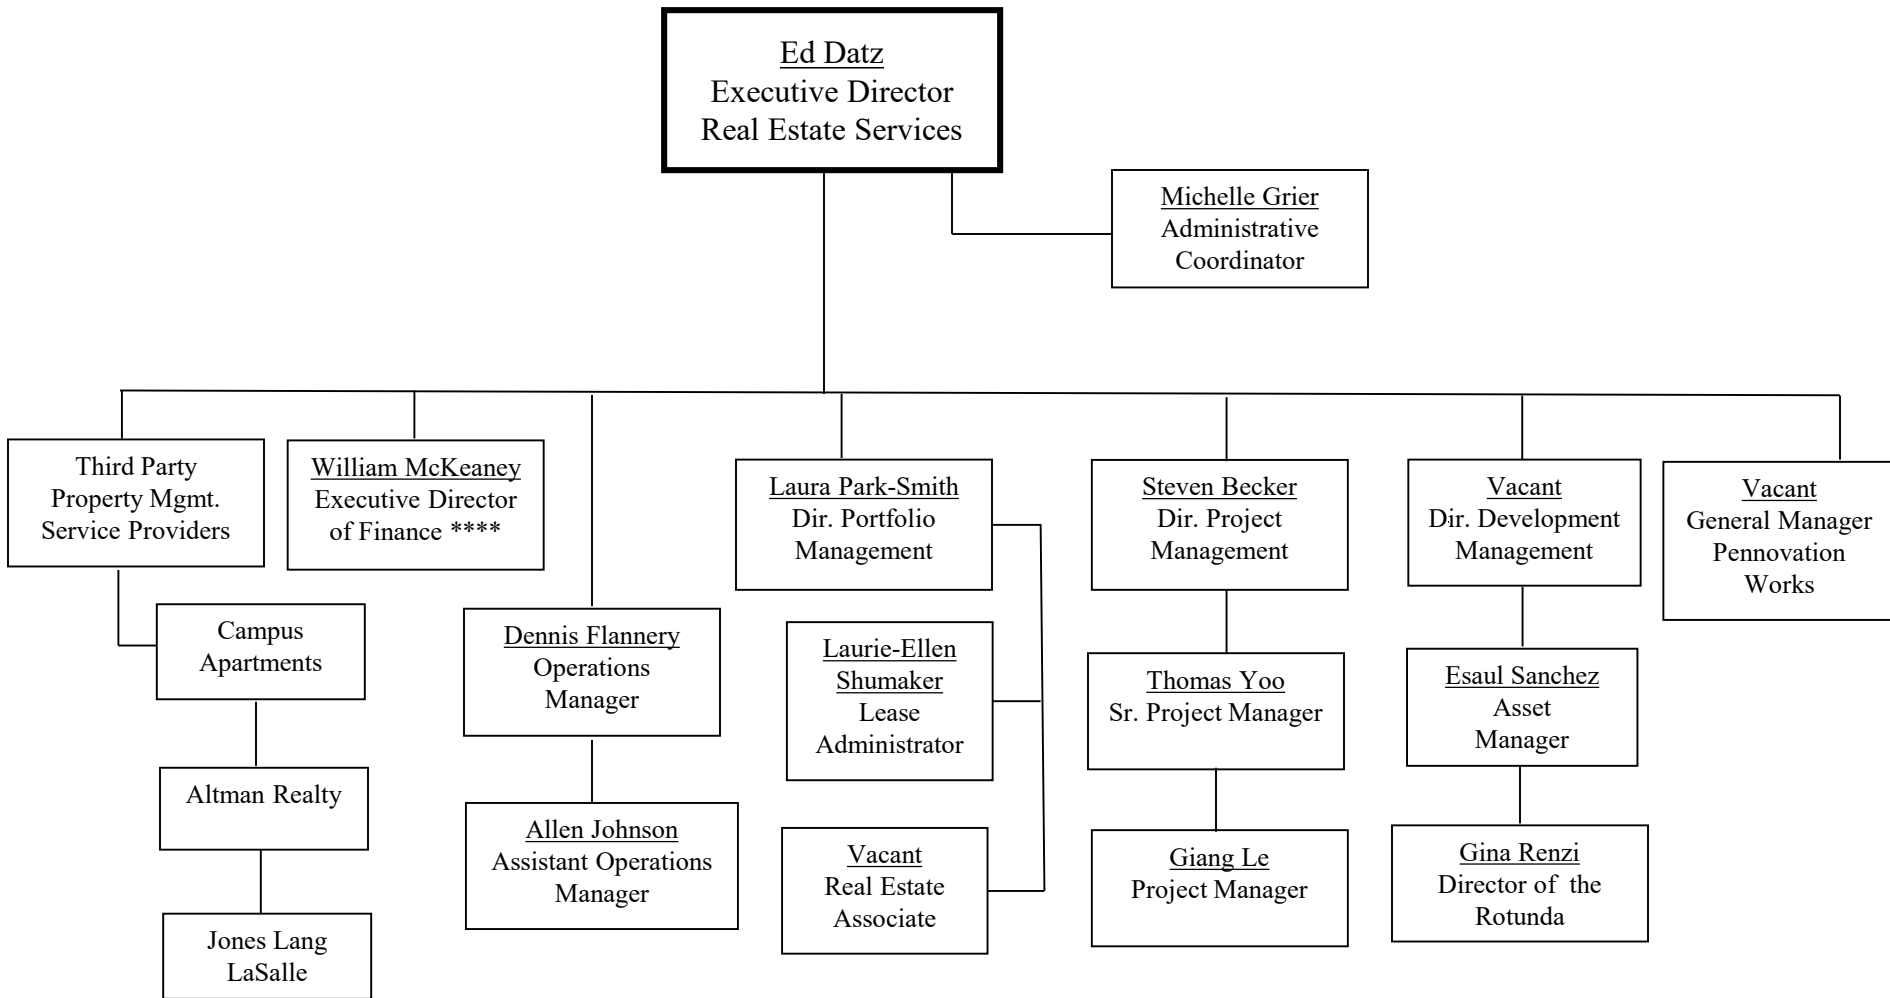 Ed Datz
Executive Director
Real Estate Services
Michelle Grier
Administrative
Coordinator
Third Party
Property Mgmt.
Service Providers
William McKeaney
Executive Director
of Finance ****
Laura Park-Smith
Dir. Portfolio
Management
Steven Becker
Dir. Project
Management
Vacant
Dir. Development
Management
Vacant
General Manager
Pennovation
Works
Campus
Apartments
Dennis Flannery
Operations
Manager
Laurie-Ellen
Shumaker
Lease
Administrator
Thomas Yoo
Sr. Project Manager
Esaul Sanchez
Asset
Manager
Altman Realty
Allen Johnson
Assistant Operations
Manager
Vacant
Real Estate
Associate
Giang Le
Project Manager
Gina Renzi
Director of the
Rotunda
Jones Lang
LaSalle